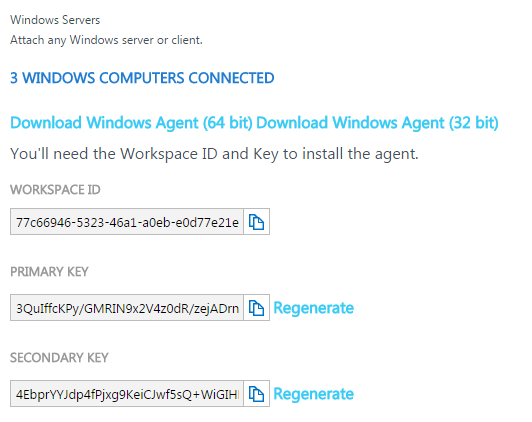 Windows Servers
Attach any Windows server or client.
3 WINDOWS COMPUTERS CONNECTED
Download Windows Agent (64 bit) Download Windows Agent (32 bit)
You'll need the Workspace ID and Key to install the agent.
WORKSPACE ID
77c66946-5323-46a1-a0eb-e0d77e21e
PRIMARY KEY
3QuIffcKPy/GMRIN9x2V4z0dR/zejADrn Regenerate
SECONDARY KEY
4EbprYYJdp4fPjxg9KeiCJwf5sQ+WiGIH Regenerate